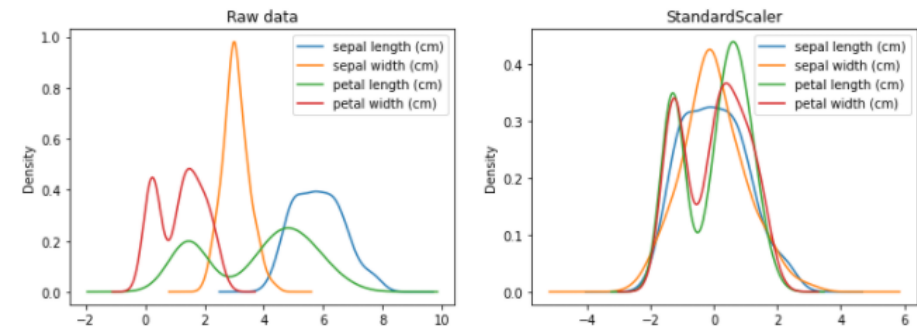 Raw data
1.0
0.8
0.6
0.4
0.2
0.0
Density
sepal length (cm)
sepal width (cm)
petal length (cm)
petal width (cm)
−2 0 2 4 6 8 10
StandardScaler
0.4
0.3
0.2
0.1
0.0
Density
sepal length (cm)
sepal width (cm)
petal length (cm)
petal width (cm)
−4 −2 0 2 4 6